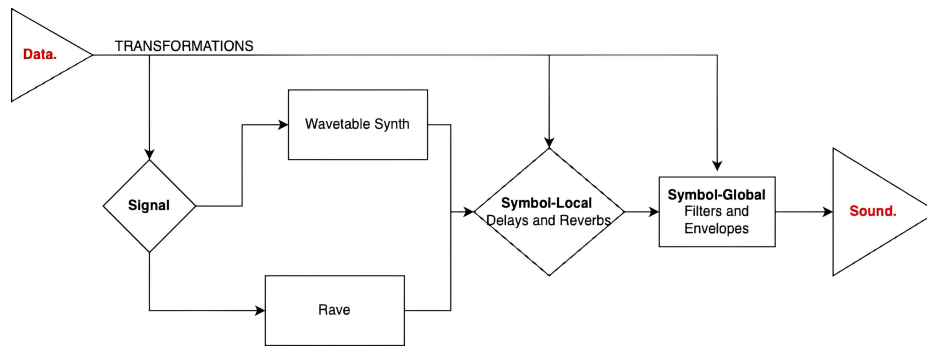 Data.
TRANSFORMATIONS
Wavetable Synth
Signal
Symbol-Local
Delays and Reverbs
Symbol-Global
Filters and
Envelopes
Sound.
Rave